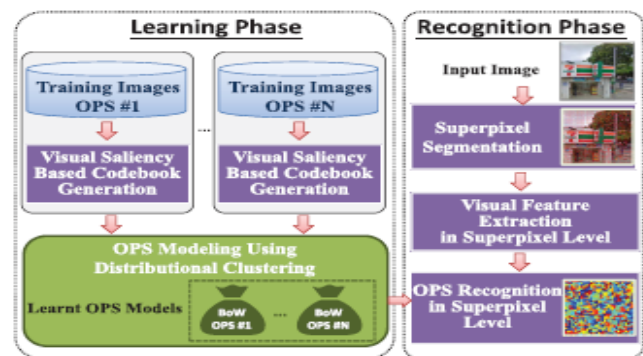 Learning Phase
Training Images
OPS #1
...
Training Images
OPS #N
Visual Saliency
Based Codebook
Generation
Visual Saliency
Based Codebook
Generation
OPS Modeling Using
Distributional Clustering
Learnt OPS Models
BoW
OPS #1
...
BoW
OPS #N
Recognition Phase
Input Image
Superpixel
Segmentation
Visual Feature
Extraction
in Superpixel Level
OPS Recognition
in Superpixel
Level